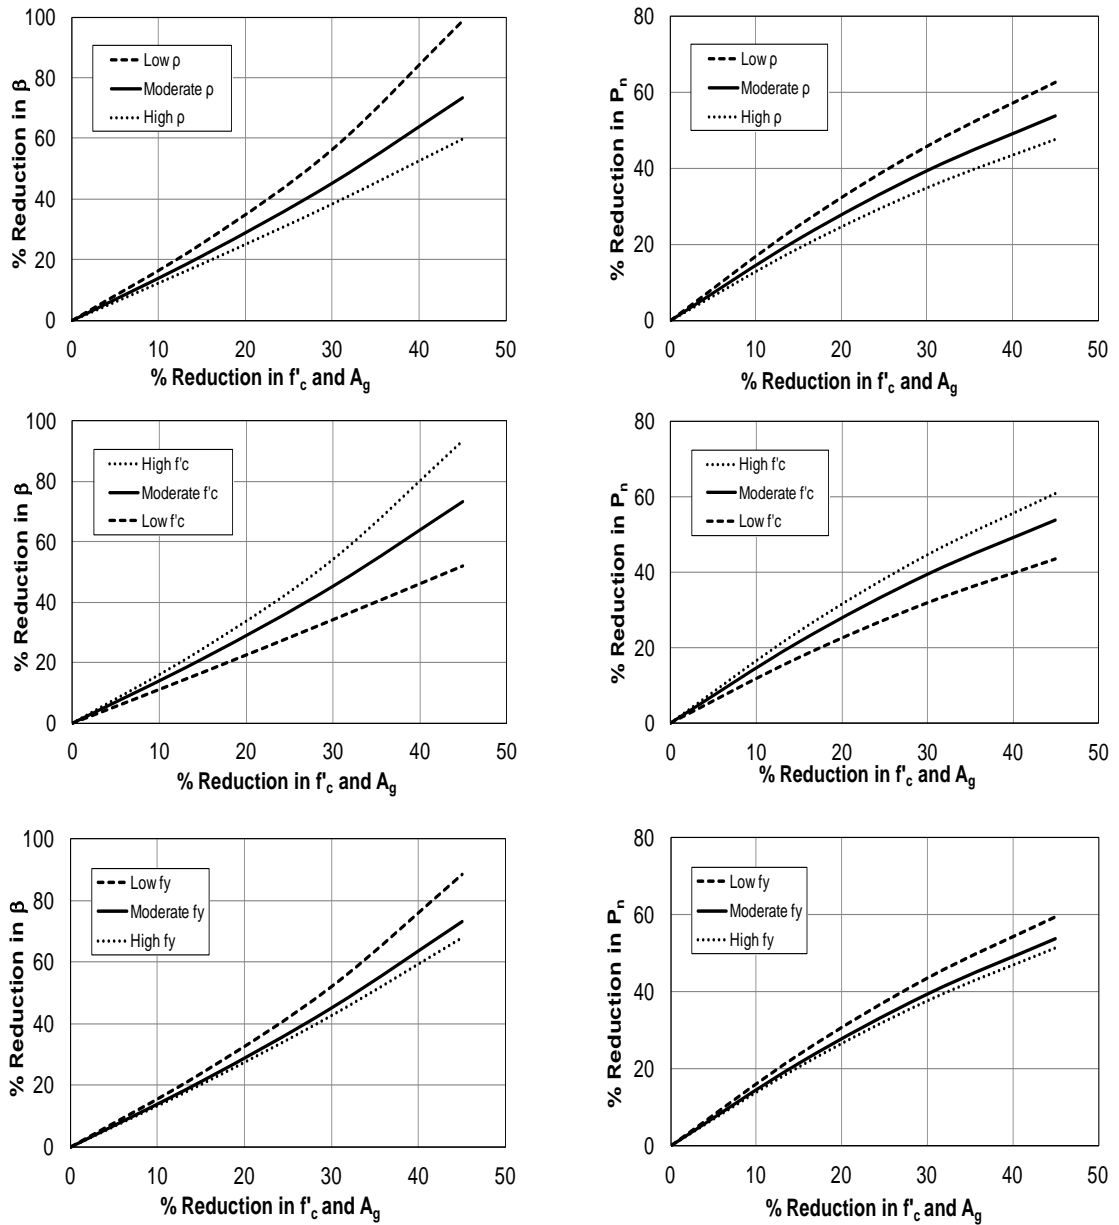 % Reduction in β
100
80
60
40
20
0
Low ρ
Moderate ρ
High ρ
0 10 20 30 40 50
% Reduction in f'c and Ag
% Reduction in Pn
80
60
40
20
0
Low ρ
Moderate ρ
High ρ
0 10 20 30 40 50
% Reduction in f'c and Ag
% Reduction in β
100
80
60
40
20
0
High f'c
Moderate f'c
Low f'c
0 10 20 30 40 50
% Reduction in f'c and Ag
% Reduction in Pn
80
60
40
20
0
High f'c
Moderate f'c
Low f'c
0 10 20 30 40 50
% Reduction in f'c and Ag
% Reduction in β
100
80
60
40
20
0
Low fy
Moderate fy
High fy
0 10 20 30 40 50
% Reduction in f'c and Ag
% Reduction in Pn
80
60
40
20
0
Low fy
Moderate fy
High fy
0 10 20 30 40 50
% Reduction in f'c and Ag